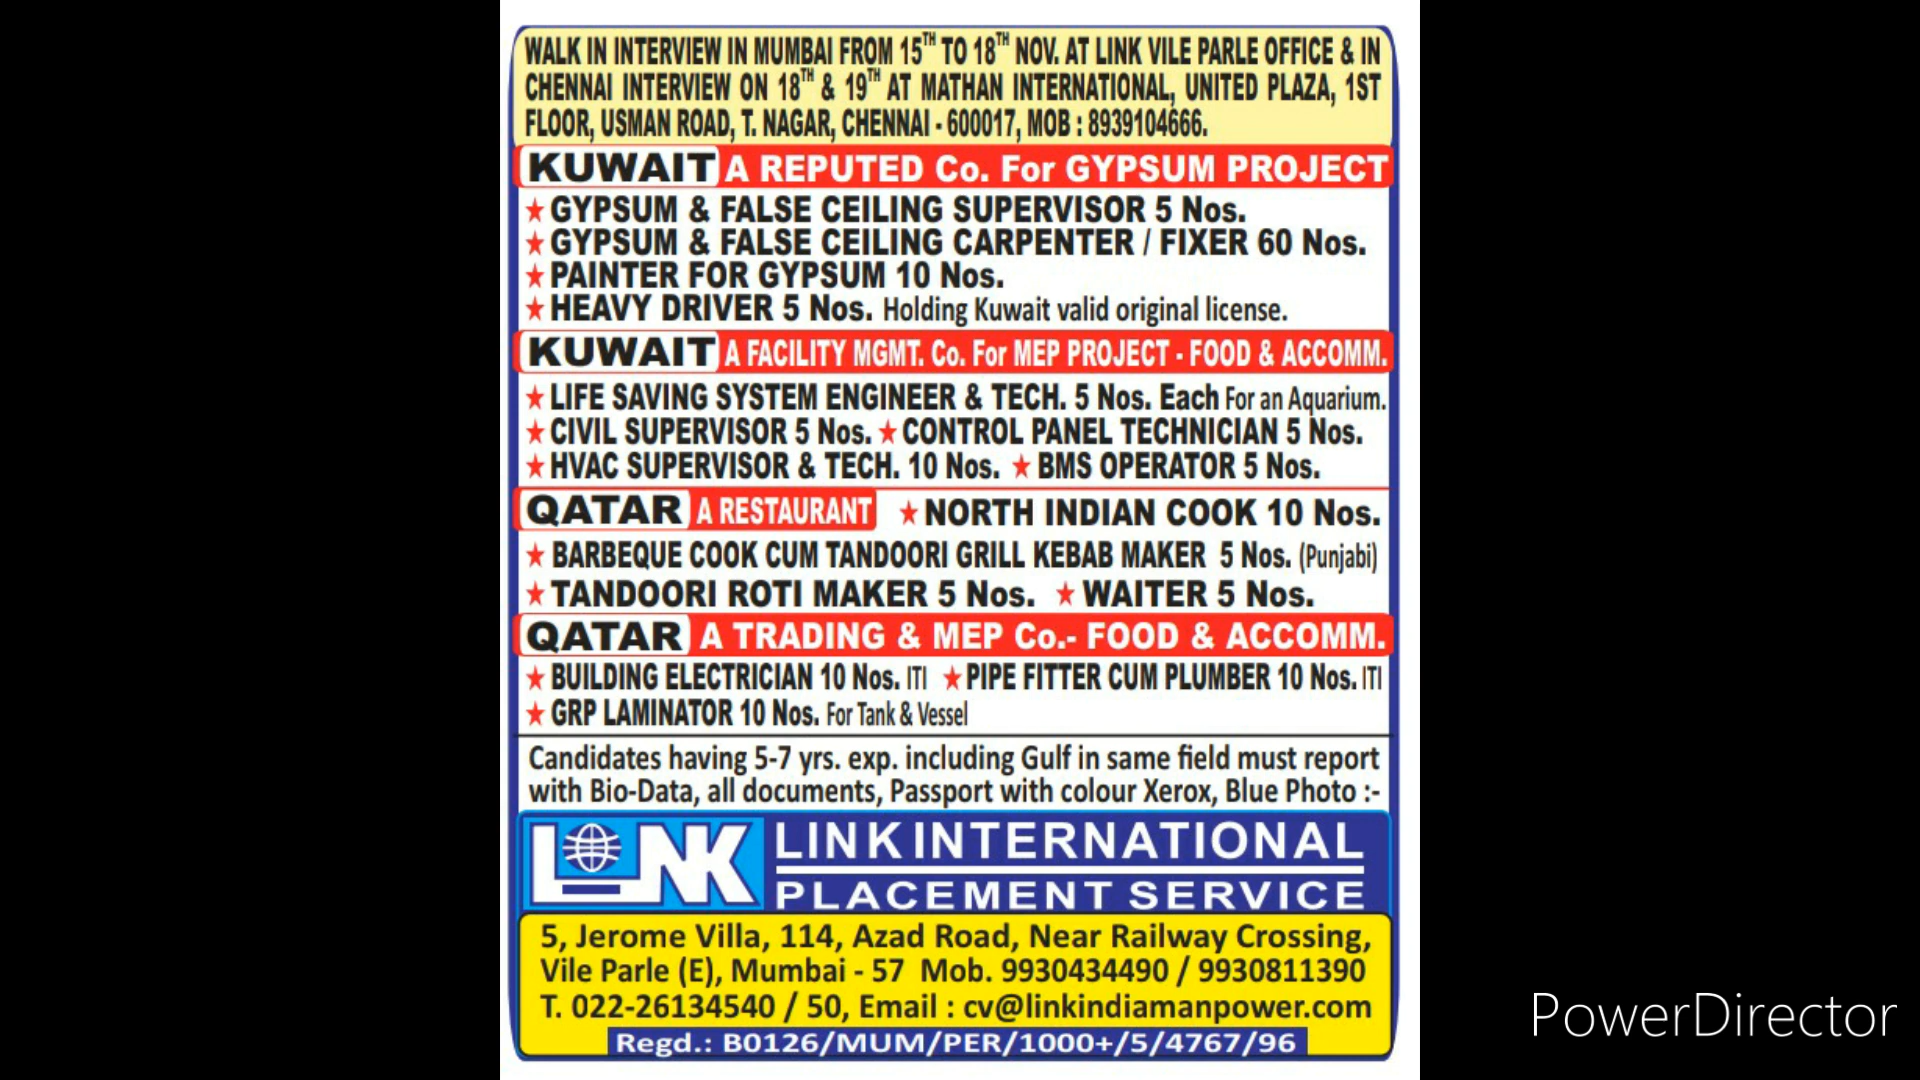 WALK IN INTERVIEW IN MUMBAI FROM 15TH TO 18TH NOV. AT LINK VILE PARLE OFFICE & IN
CHENNAI INTERVIEW ON 18TH & 19TH AT MATHAN INTERNATIONAL, UNITED PLAZA, 1ST
FLOOR, USMAN ROAD, T. NAGAR, CHENNAI - 600017, MOB : 8939104666.
KUWAIT A REPUTED Co. For GYPSUM PROJECT
★ GYPSUM & FALSE CEILING SUPERVISOR 5 Nos.
★ GYPSUM & FALSE CEILING CARPENTER / FIXER 60 Nos.
★ PAINTER FOR GYPSUM 10 Nos.
★ HEAVY DRIVER 5 Nos. Holding Kuwait valid original license.
KUWAIT A FACILITY MGMT. Co. For MEP PROJECT - FOOD & ACCOMM.
★ LIFE SAVING SYSTEM ENGINEER & TECH. 5 Nos. Each For an Aquarium.
★ CIVIL SUPERVISOR 5 Nos. ★ CONTROL PANEL TECHNICIAN 5 Nos.
★ HVAC SUPERVISOR & TECH. 10 Nos. ★ BMS OPERATOR 5 Nos.
QATAR A RESTAURANT ★ NORTH INDIAN COOK 10 Nos.
★ BARBEQUE COOK CUM TANDOORI GRILL KEBAB MAKER 5 Nos. (Punjabi)
★ TANDOORI ROTI MAKER 5 Nos. ★ WAITER 5 Nos.
QATAR A TRADING & MEP Co.- FOOD & ACCOMM.
★ BUILDING ELECTRICIAN 10 Nos. ITI ★ PIPE FITTER CUM PLUMBER 10 Nos. ITI
★ GRP LAMINATOR 10 Nos. For Tank & Vessel
Candidates having 5-7 yrs. exp. including Gulf in same field must report
with Bio-Data, all documents, Passport with colour Xerox, Blue Photo :-
LINK LINK INTERNATIONAL
PLACEMENT SERVICE
5, Jerome Villa, 114, Azad Road, Near Railway Crossing,
Vile Parle (E), Mumbai - 57 Mob. 9930434490 / 9930811390
T. 022-26134540 / 50, Email : cv@linkindiamanpower.com
Regd.: B0126/MUM/PER/1000+/5/4767/96
PowerDirector